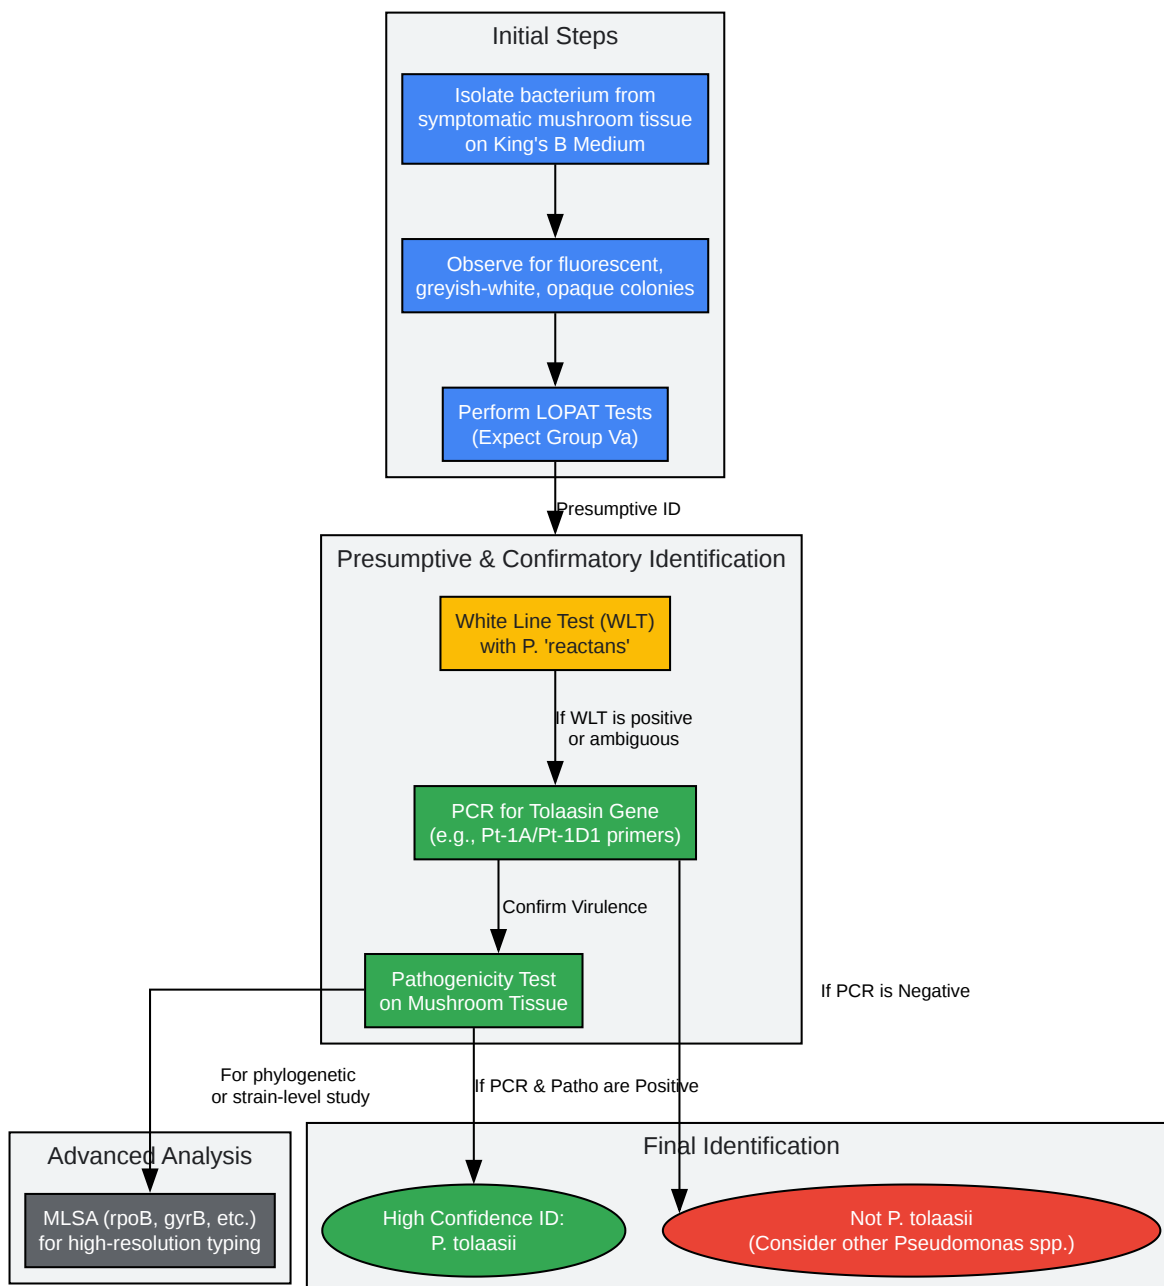 Initial Steps
Isolate bacterium from
symptomatic mushroom tissue
on King's B Medium
Observe for fluorescent,
greyish-white, opaque colonies
Perform LOPAT Tests
(Expect Group Va)
Presumptive ID
Presumptive & Confirmatory Identification
White Line Test (WLT)
with P. 'reactans'
If WLT is positive
or ambiguous
PCR for Tolaasin Gene
(e.g., Pt-1A/Pt-1D1 primers)
Confirm Virulence
Pathogenicity Test
on Mushroom Tissue
If PCR is Negative
For phylogenetic
or strain-level study
If PCR & Patho are Positive
Advanced Analysis
MLSA (rpoB, gyrB, etc.)
for high-resolution typing
Final Identification
High Confidence ID:
P. tolaasii
Not P. tolaasii
(Consider other Pseudomonas spp.)